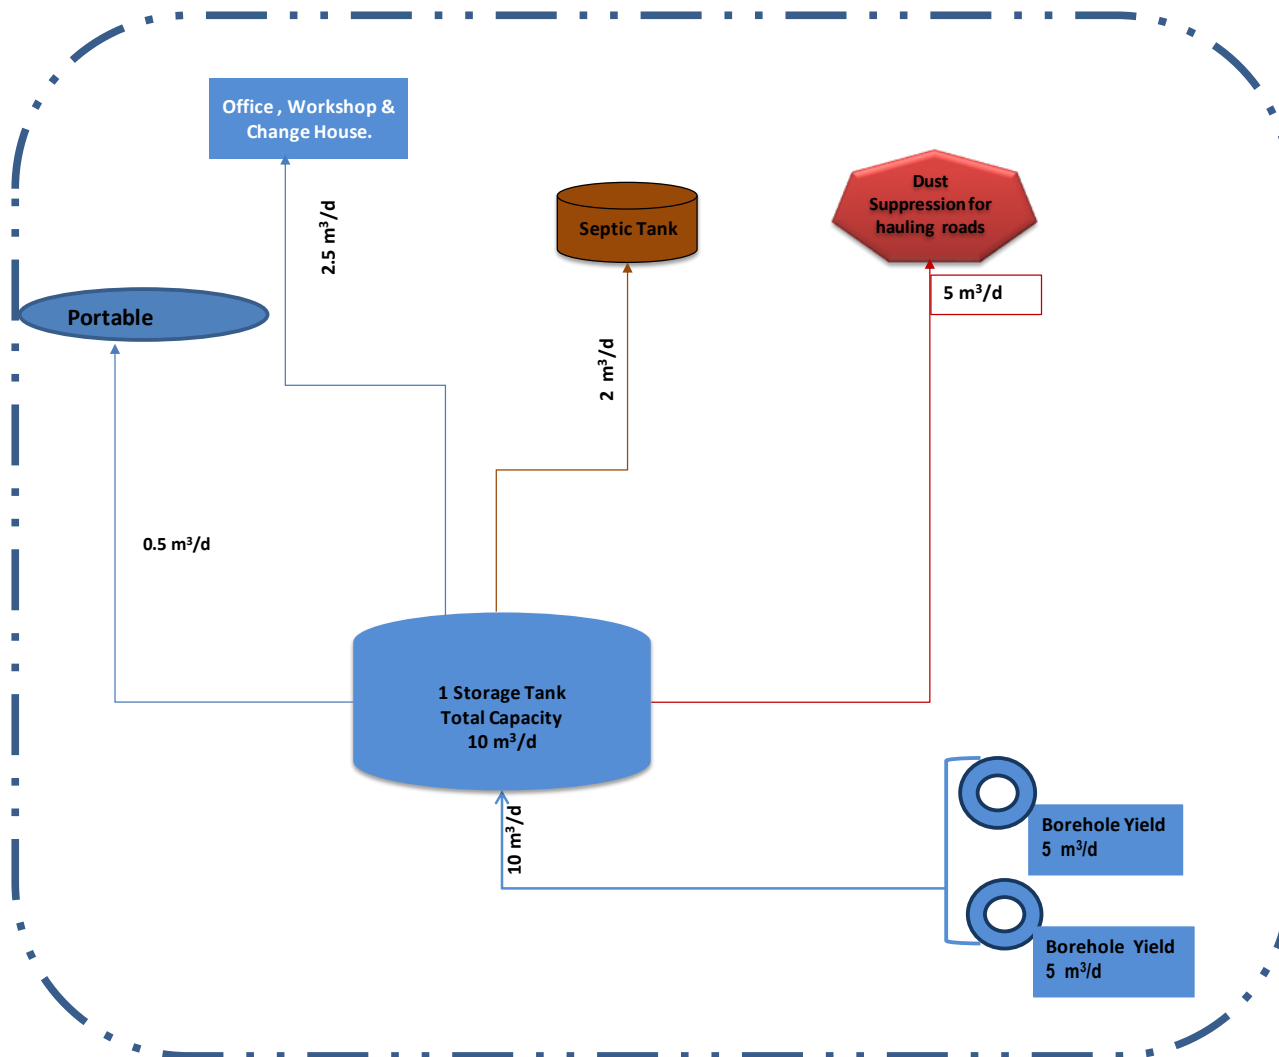 Office , Workshop &
Change House.
2.5 m³/d
Septic Tank
2 m³/d
Dust
Suppression for
hauling roads
5 m³/d
Portable
0.5 m³/d
1 Storage Tank
Total Capacity
10 m³/d
10 m³/d
Borehole Yield
5 m³/d
Borehole Yield
5 m³/d